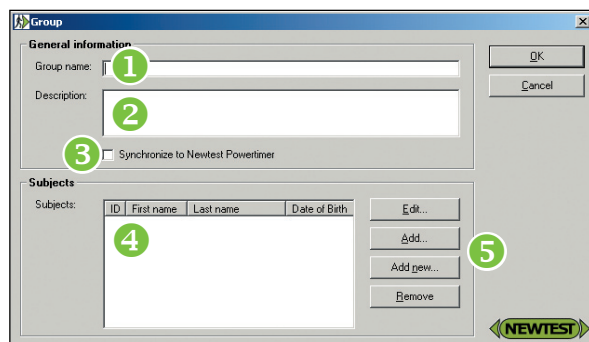 Group
General information
Group name:
1
OK
Cancel
Description:
2
3
Synchronize to Newtest Powertimer
Subjects
Subjects:
ID First name Last name Date of Birth
4
Edit...
Add...
5
Add new...
Remove
NEWTEST